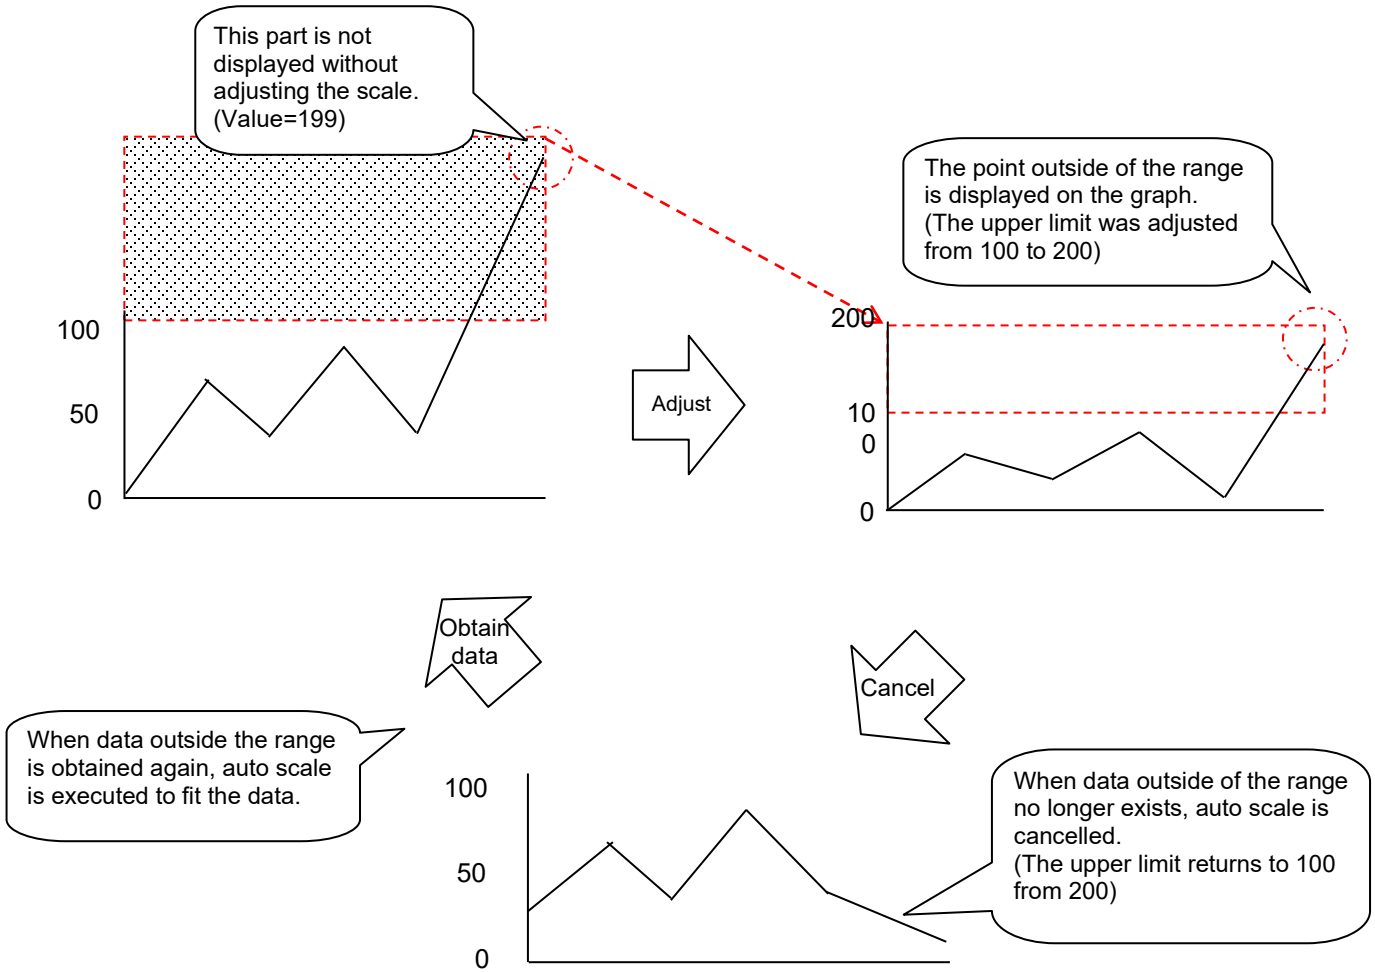 This part is not
displayed without
adjusting the scale.
(Value=199)
The point outside of the range
is displayed on the graph.
(The upper limit was adjusted
from 100 to 200)
100
50
0
Adjust
200
10
0
0
Obtain
data
Cancel
When data outside the range
is obtained again, auto scale
is executed to fit the data.
100
50
0
When data outside of the range
no longer exists, auto scale is
cancelled.
(The upper limit returns to 100
from 200)